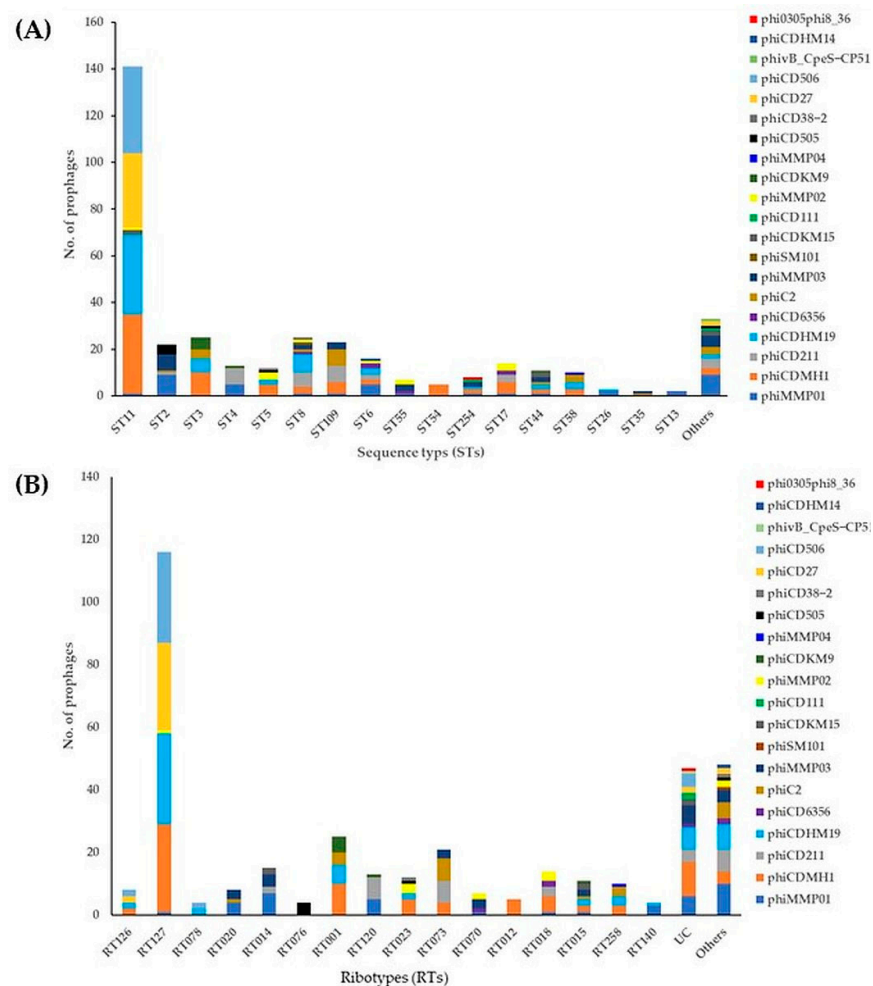 (A)
No. of prophages
160
140
120
100
80
60
40
20
0
ST11
ST2
ST3
ST4
ST5
ST8
ST109
ST6
ST55
ST54
ST254
ST17
ST44
ST58
ST26
ST35
ST13
Others
Sequence typs (STs)
phi0305phi8_36
phiCDHM14
phivB_CpeS-CP51
phiCD506
phiCD27
phiCD38-2
phiCD505
phiMMP04
phiCDKM9
phiMMP02
phiCD111
phiCDKM15
phiSM101
phiMMP03
phiC2
phiCD6356
phiCDHM19
phiCD211
phiCDMH1
phiMMP01
(B)
No. of prophages
140
120
100
80
60
40
20
0
RT126
RT127
RT078
RT020
RT014
RT076
RT001
RT120
RT023
RT073
RT070
RT012
RT018
RT015
RT258
RT140
UC
Others
Ribotypes (RTs)
phi0305phi8_36
phiCDHM14
phivB_CpeS-CP51
phiCD506
phiCD27
phiCD38-2
phiCD505
phiMMP04
phiCDKM9
phiMMP02
phiCD111
phiCDKM15
phiSM101
phiMMP03
phiC2
phiCD6356
phiCDHM19
phiCD211
phiCDMH1
phiMMP01